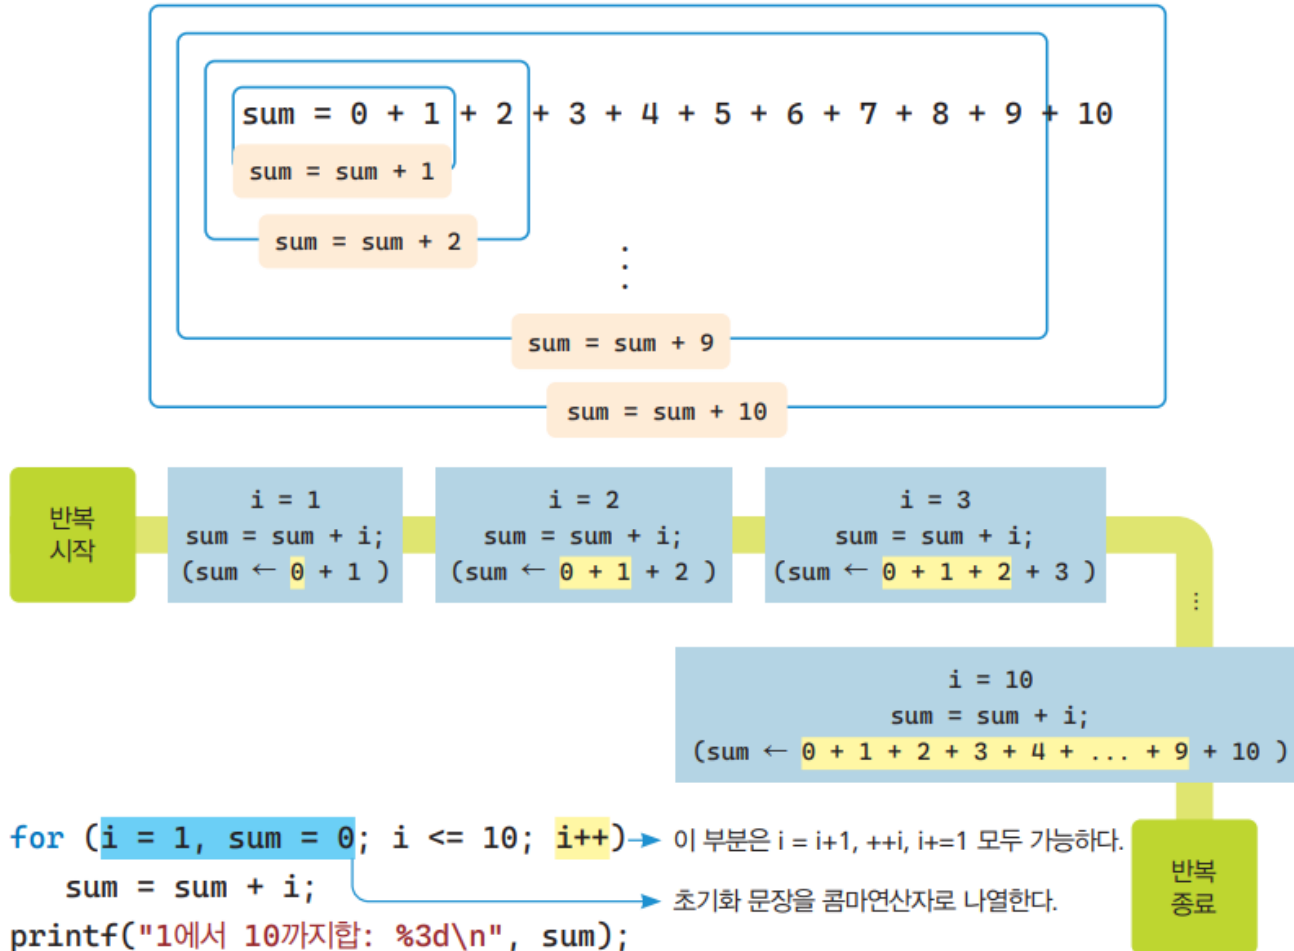 sum = 0 + 1 + 2 + 3 + 4 + 5 + 6 + 7 + 8 + 9 + 10
sum = sum + 1
sum = sum + 2
⋮
sum = sum + 9
sum = sum + 10
반복
시작
i = 1
sum = sum + i;
(sum ← 0 + 1 )
i = 2
sum = sum + i;
(sum ← 0 + 1 + 2 )
i = 3
sum = sum + i;
(sum ← 0 + 1 + 2 + 3 )
⋮
i = 10
sum = sum + i;
(sum ← 0 + 1 + 2 + 3 + 4 + ... + 9 + 10 )
반복
종료
for (i = 1, sum = 0; i <= 10; i++)
이 부분은 i = i+1, ++i, i+=1 모두 가능하다.
sum = sum + i;
초기화 문장을 콤마연산자로 나열한다.
printf("1에서 10까지합: %3d\n", sum);